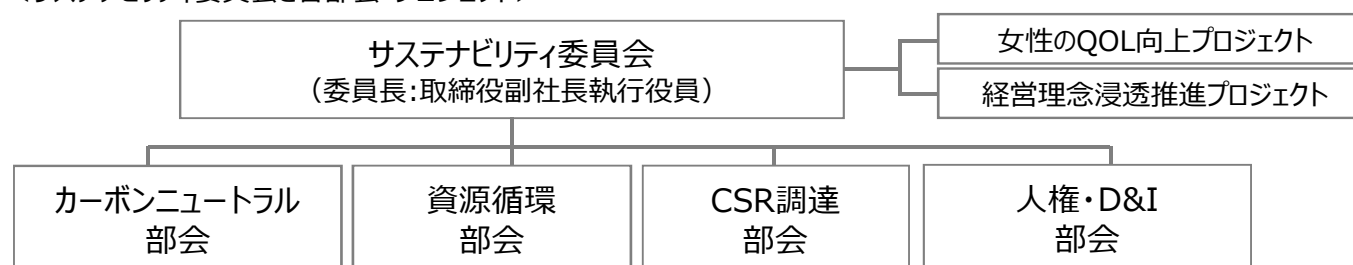 サステナビリティ委員会
（委員長：取締役副社長執行役員）
女性のQOL向上プロジェクト
経営理念浸透推進プロジェクト
カーボンニュートラル
部会
資源循環
部会
CSR調達
部会
人権・D&I
部会